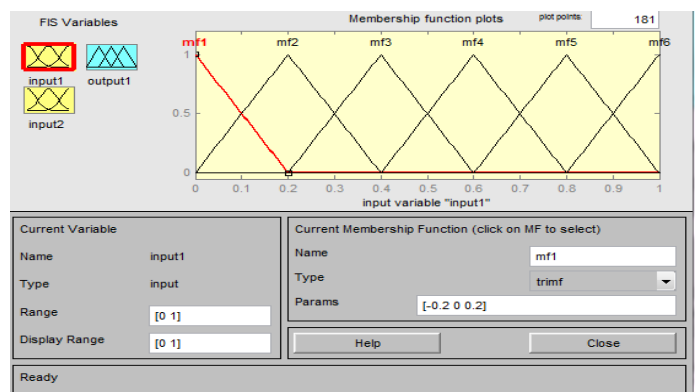 FIS Variables
Membership function plots
plot points:
181
input1
output1
input2
mf1
mf2
mf3
mf4
mf5
mf6
1
0.5
0
0
0.1
0.2
0.3
0.4
0.5
0.6
0.7
0.8
0.9
1
input variable "input1"
Current Variable
Name
input1
Type
input
Range
[0 1]
Display Range
[0 1]
Current Membership Function (click on MF to select)
Name
mf1
Type
trimf
Params
[-0.2 0 0.2]
Help
Close
Ready